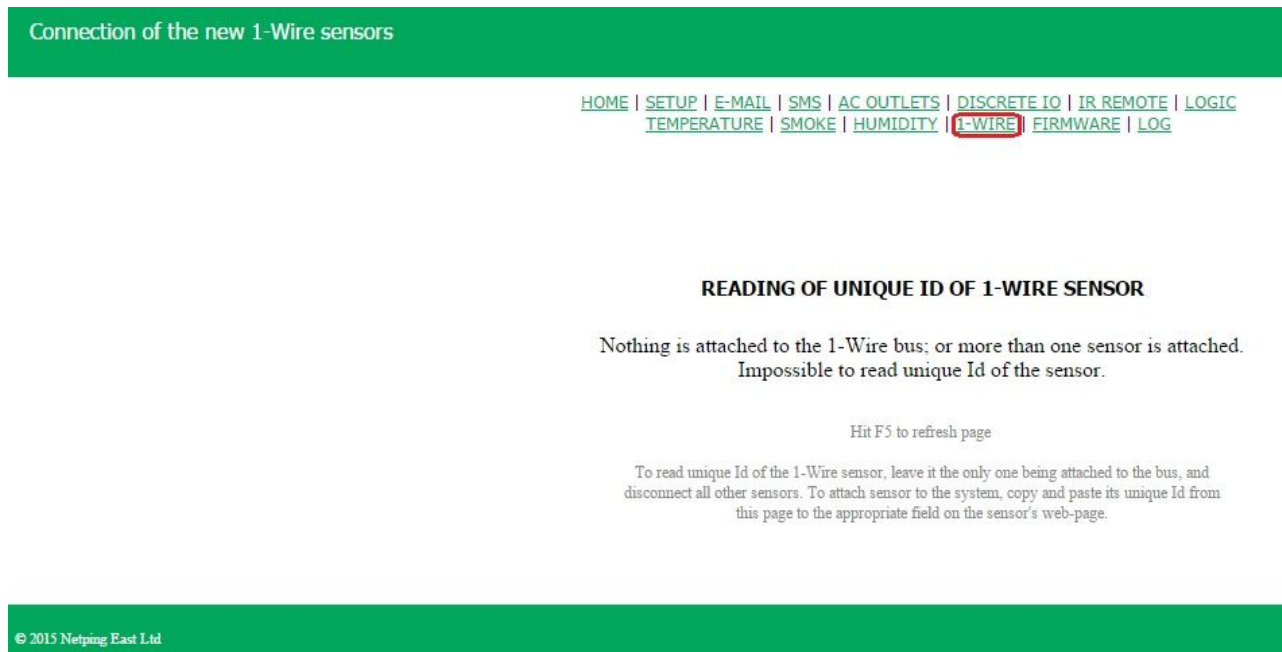 Connection of the new 1-Wire sensors
HOME | SETUP | E-MAIL | SMS | AC OUTLETS | DISCRETE IO | IR REMOTE | LOGIC
TEMPERATURE | SMOKE | HUMIDITY | 1-WIRE | FIRMWARE | LOG
READING OF UNIQUE ID OF 1-WIRE SENSOR
Nothing is attached to the 1-Wire bus; or more than one sensor is attached.
Impossible to read unique Id of the sensor.
Hit F5 to refresh page
To read unique Id of the 1-Wire sensor, leave it the only one being attached to the bus, and
disconnect all other sensors. To attach sensor to the system, copy and paste its unique Id from
this page to the appropriate field on the sensor's web-page.
© 2015 Netping East Ltd